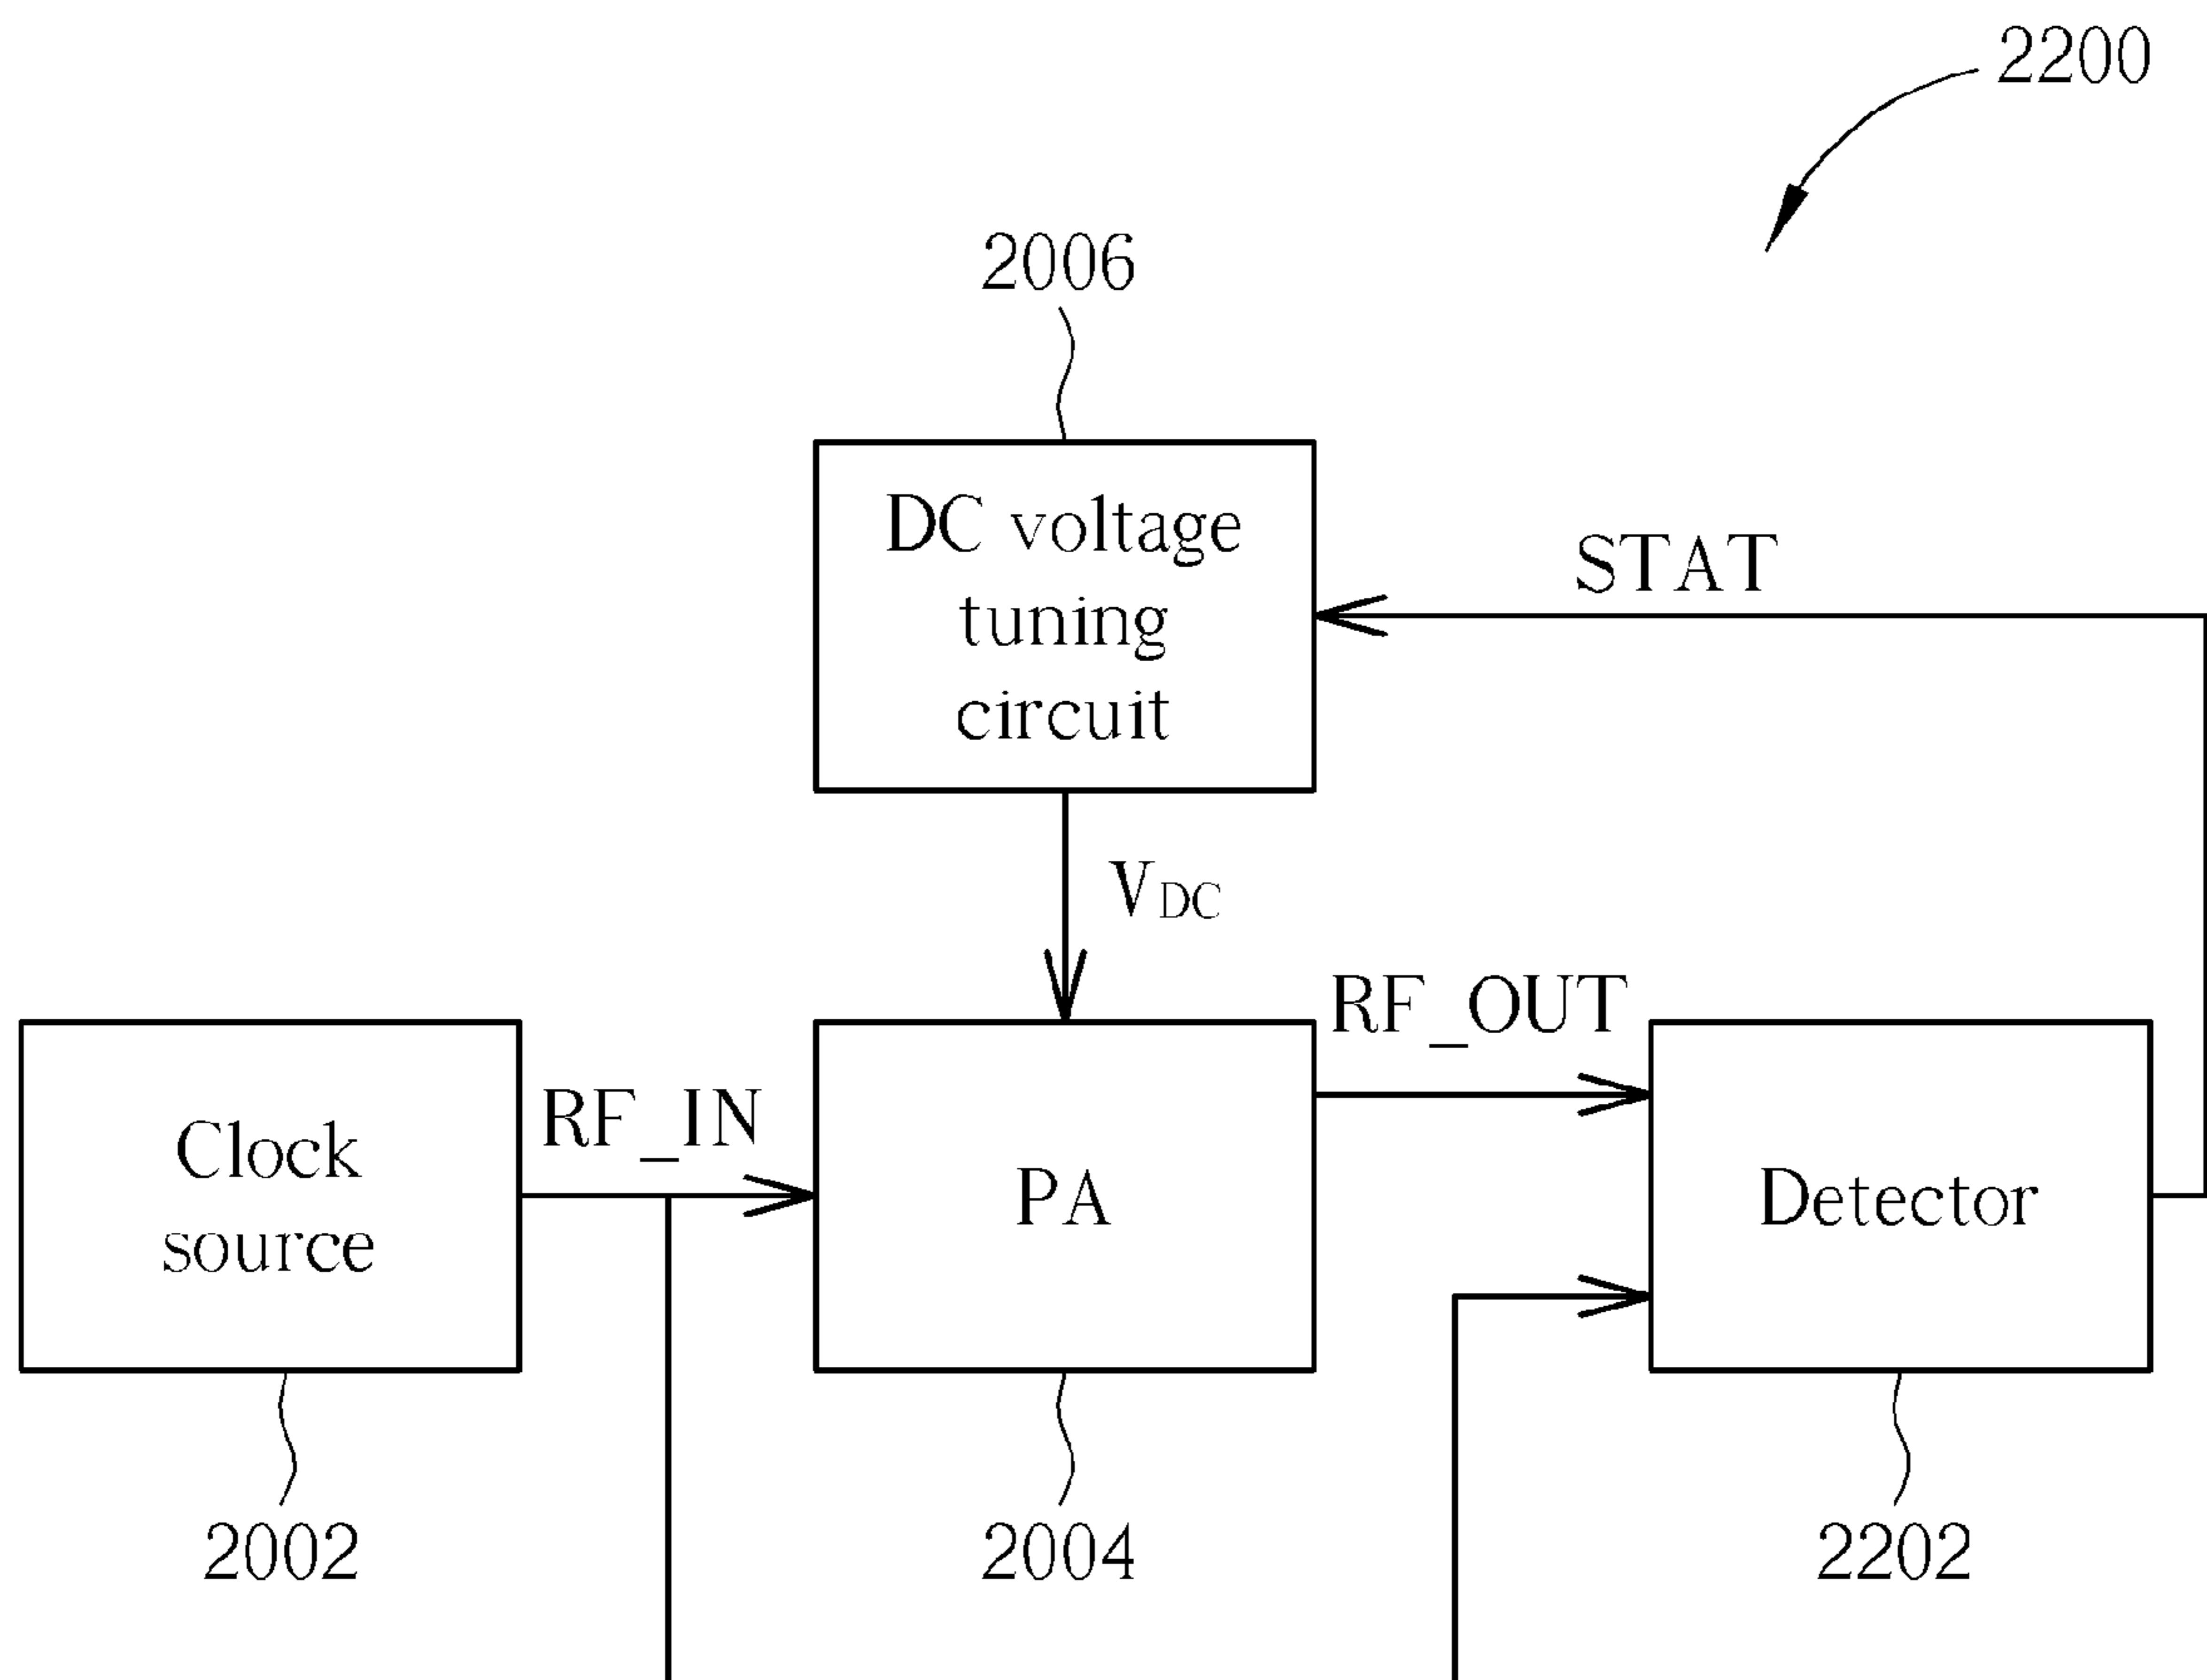 2200
2006
DC voltage
tuning
circuit
STAT
VDC
RF_OUT
RF_IN
Clock
source
PA
Detector
2002
2004
2202